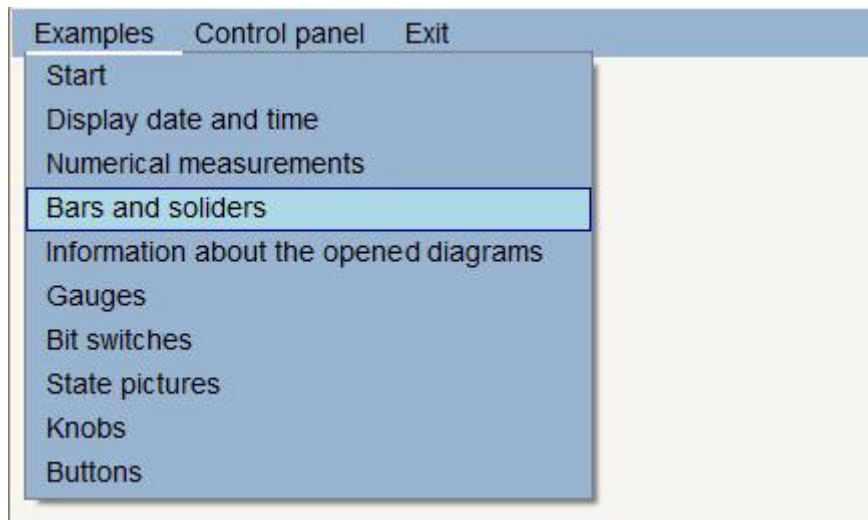 Examples Control panel Exit
Start
Display date and time
Numerical measurements
Bars and soliders
Information about the opened diagrams
Gauges
Bit switches
State pictures
Knobs
Buttons